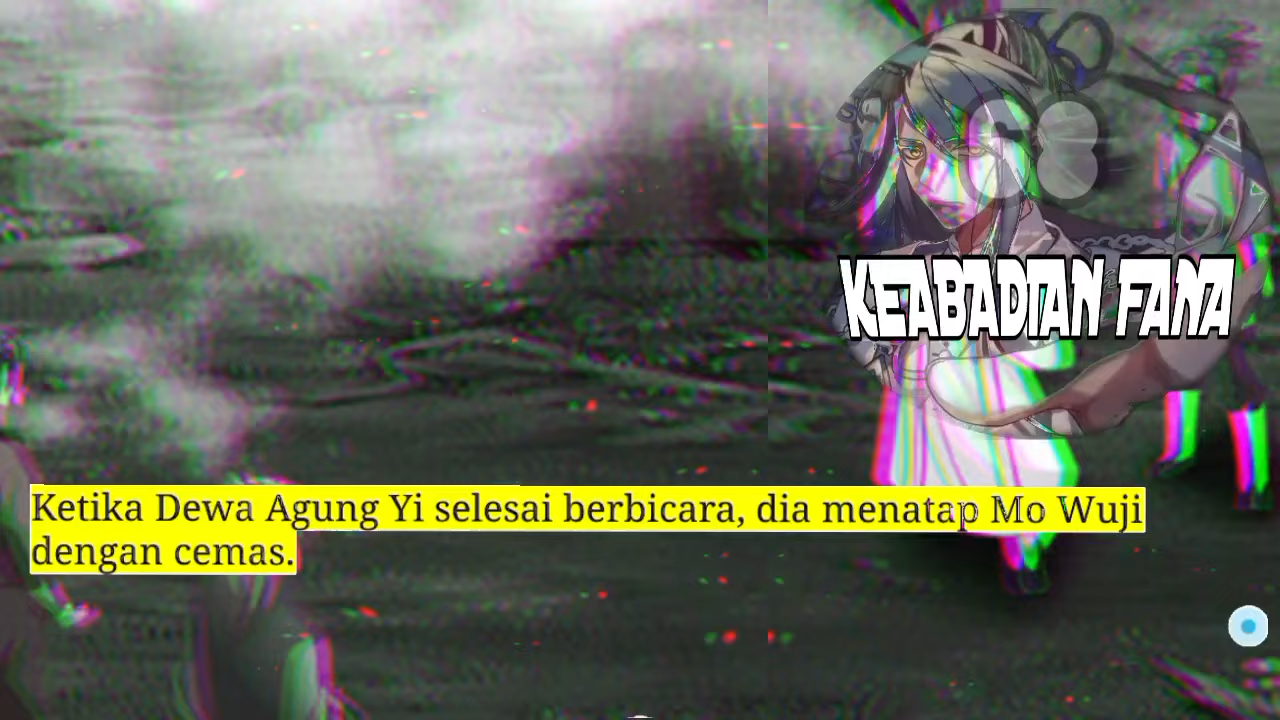 KEABADIAN FANA
Ketika Dewa Agung Yi selesai berbicara, dia menatap Mo Wuji
dengan cemas.